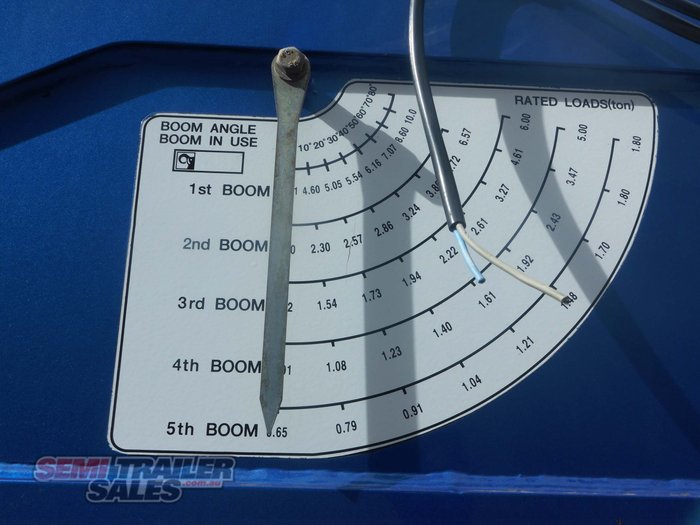 RATED LOADS(ton)
BOOM ANGLE
BOOM IN USE
10° 20° 30° 40° 50° 60° 70° 80°
1st BOOM 4.60 5.05 5.54 6.16 7.07 8.60 10.0
2nd BOOM 2.30 2.57 2.86 3.24 6.57
3rd BOOM 1.54 1.73 1.94 2.22 2.61 3.27 4.61 6.00
4th BOOM 1.08 1.23 1.40 1.61 1.92 2.43 3.47 5.00
5th BOOM 0.79 0.91 1.04 1.21 1.70 1.80 1.80
SEMI TRAILER
SALES .com.au